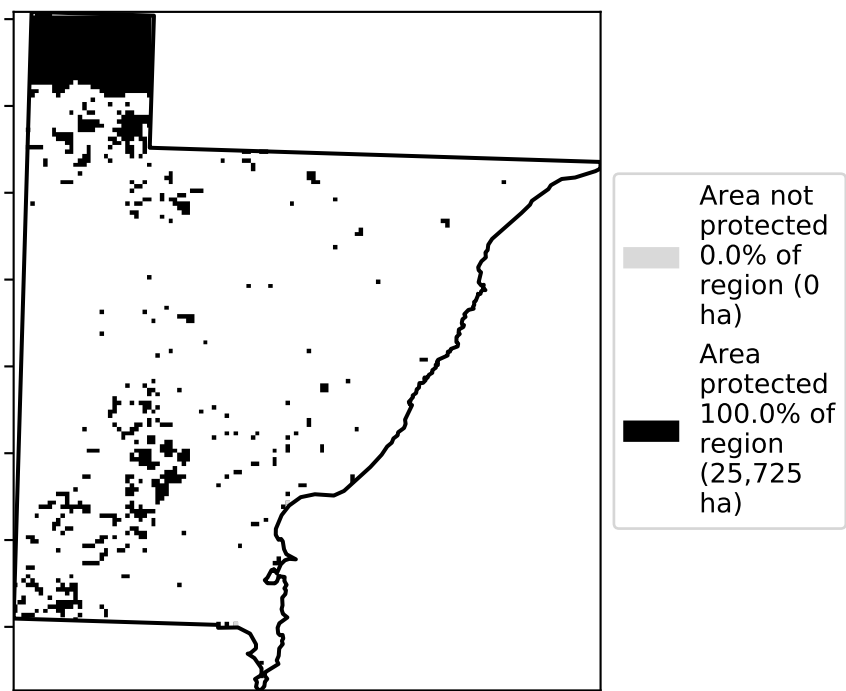 Area not
protected
0.0% of
region (0
ha)
Area
protected
100.0% of
region
(25,725
ha)